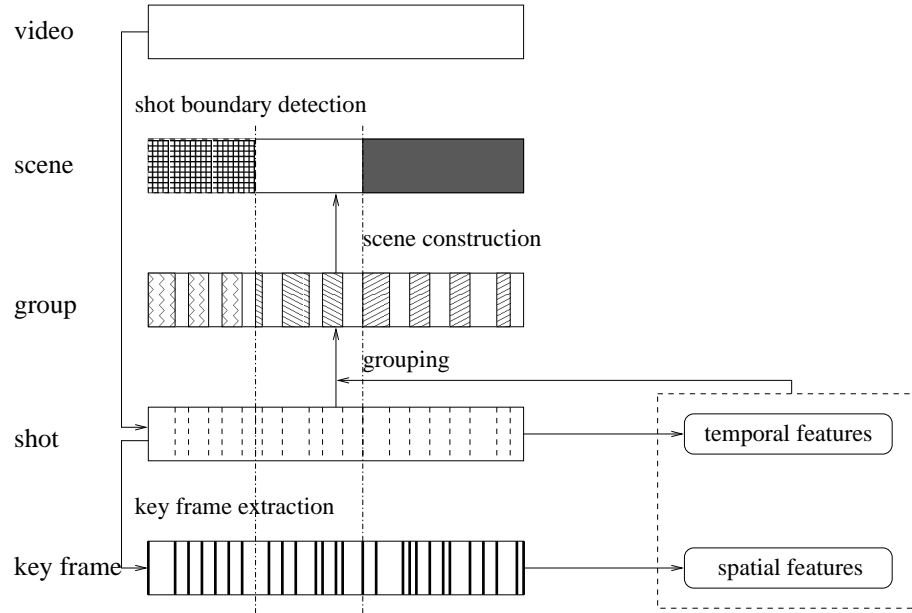 video
shot boundary detection
scene
scene construction
group
grouping
shot
temporal features
key frame extraction
key frame
spatial features